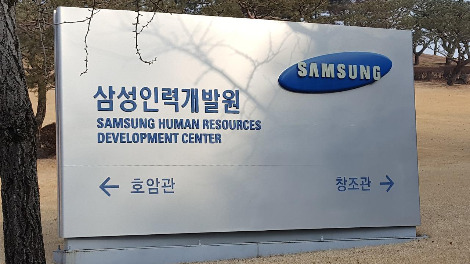 SAMSUNG
삼성인력개발원
SAMSUNG HUMAN RESOURCES
DEVELOPMENT CENTER
← 호암관
창조관 →